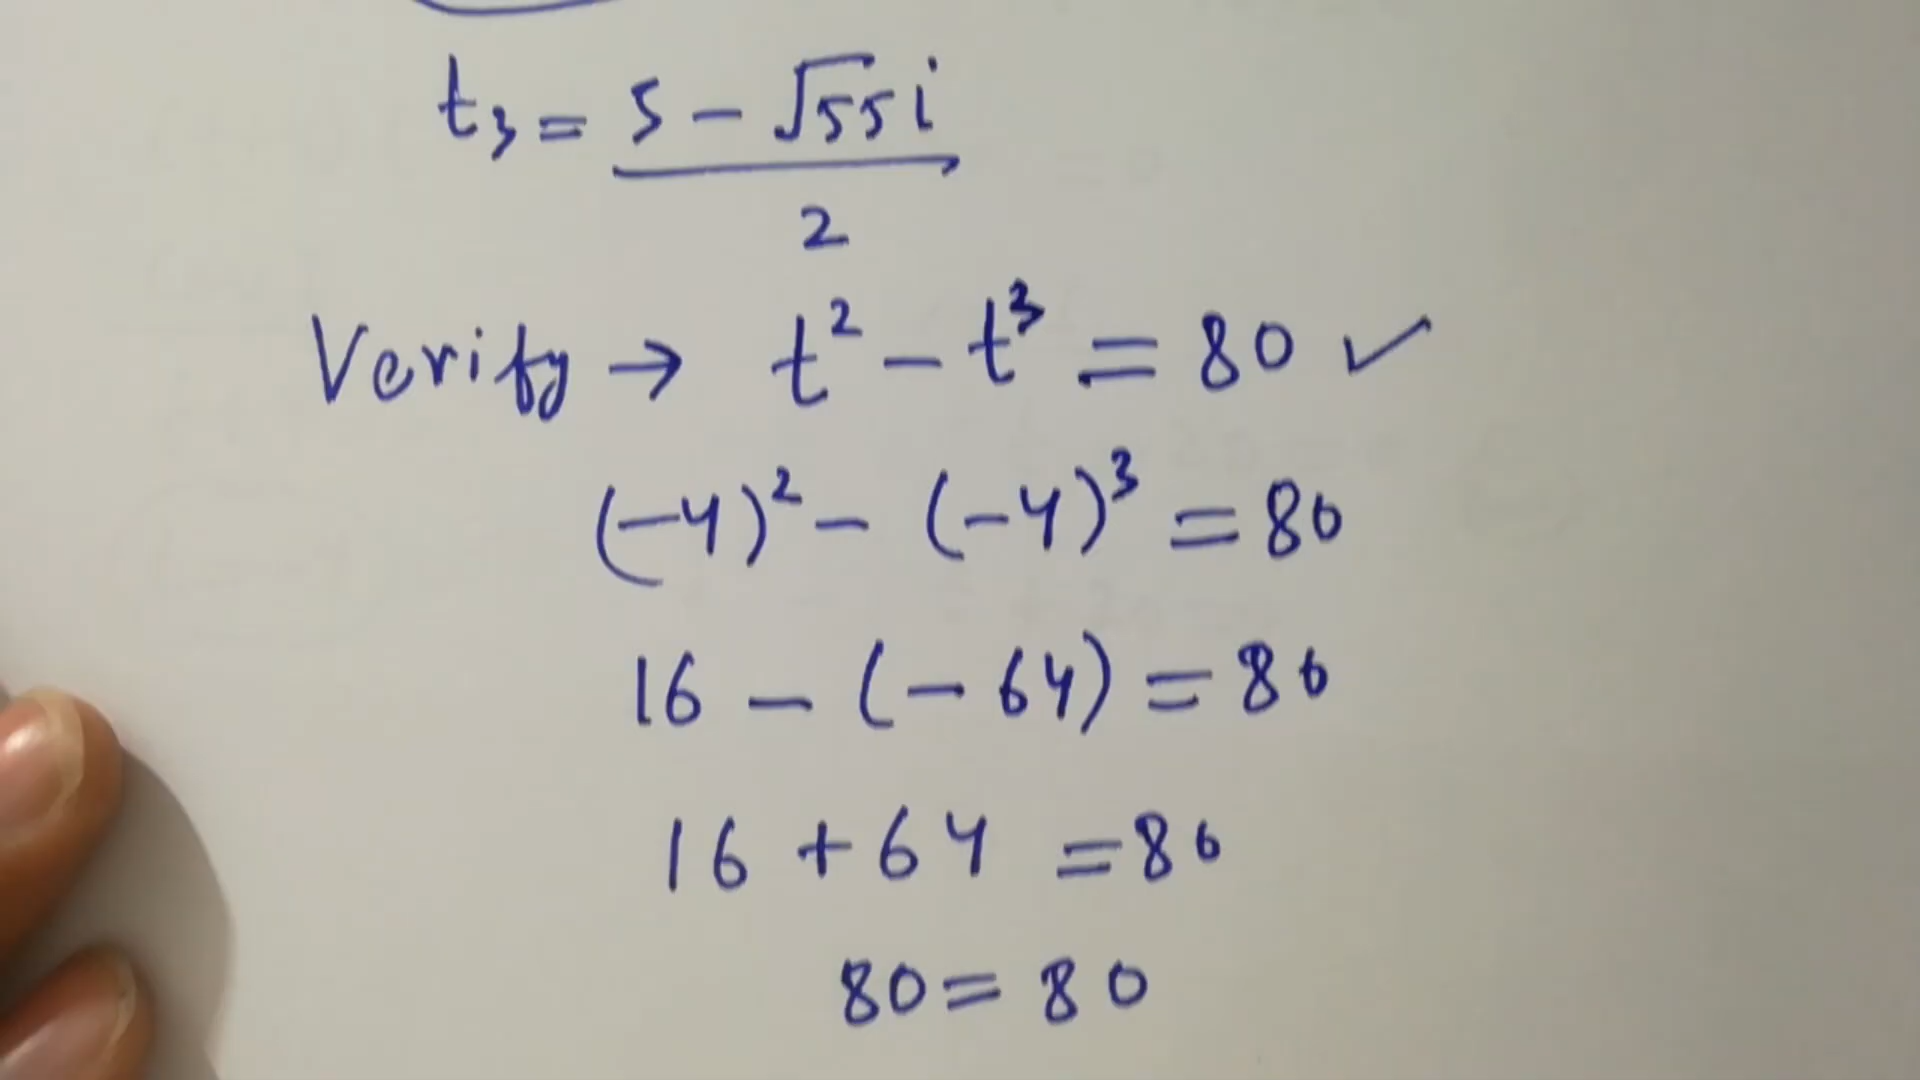 t₃ = 5 - √55 i
2
Verify → t² - t³ = 80 ✓
(-4)² - (-4)³ = 80
16 - (-64) = 80
16 + 64 = 80
80 = 80